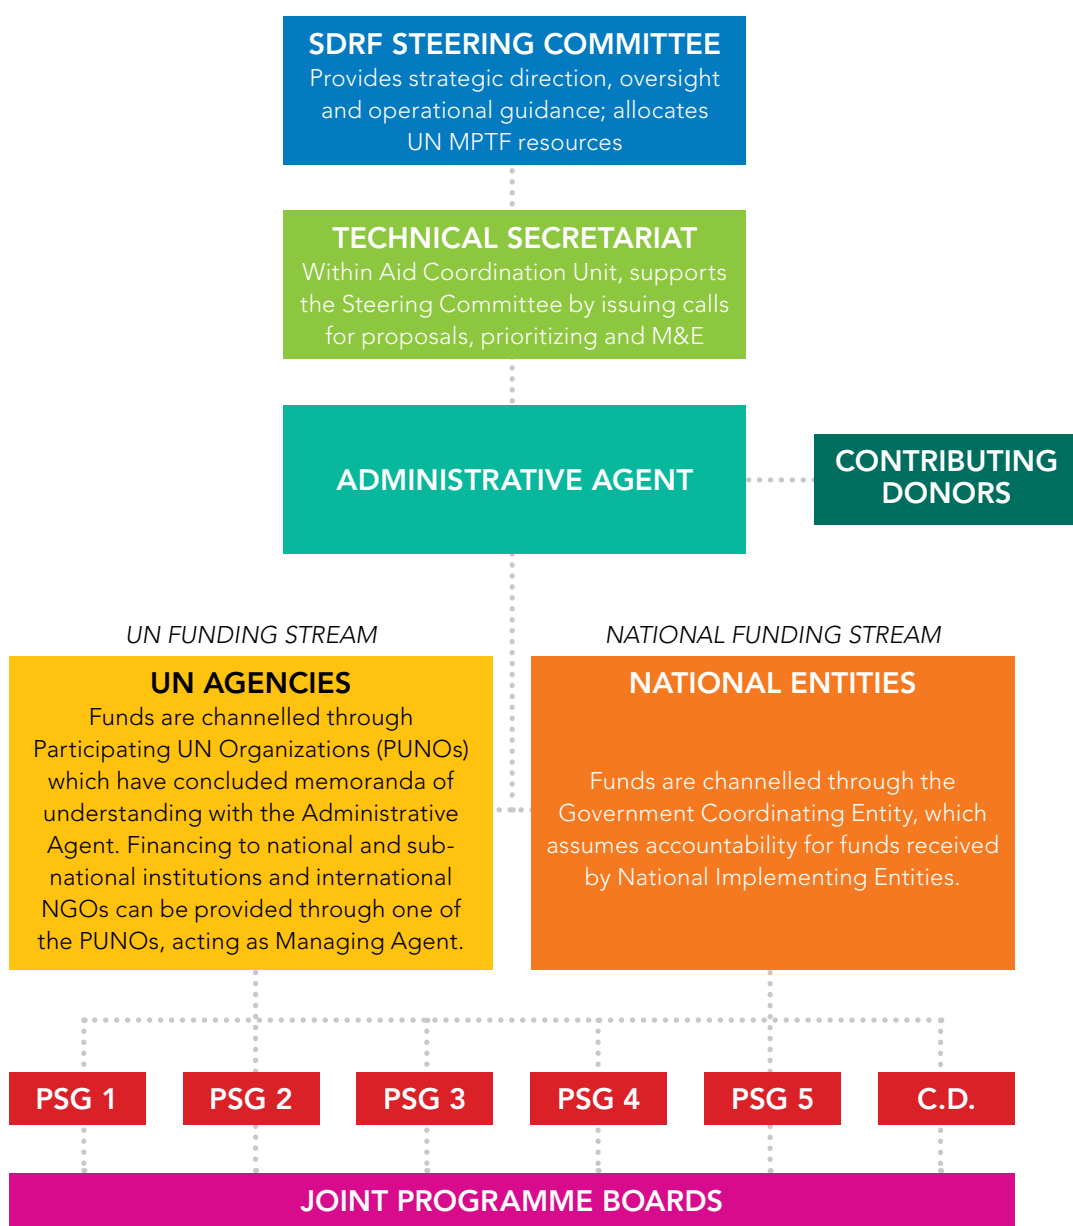 SDRF STEERING COMMITTEE
Provides strategic direction, oversight
and operational guidance; allocates
UN MPTF resources
TECHNICAL SECRETARIAT
Within Aid Coordination Unit, supports
the Steering Committee by issuing calls
for proposals, prioritizing and M&E
ADMINISTRATIVE AGENT
CONTRIBUTING
DONORS
UN FUNDING STREAM
UN AGENCIES
Funds are channelled through
Participating UN Organizations (PUNOs)
which have concluded memoranda of
understanding with the Administrative
Agent. Financing to national and sub-
national institutions and international
NGOs can be provided through one of
the PUNOs, acting as Managing Agent.
NATIONAL FUNDING STREAM
NATIONAL ENTITIES
Funds are channelled through the
Government Coordinating Entity, which
assumes accountability for funds received
by National Implementing Entities.
PSG 1
PSG 2
PSG 3
PSG 4
PSG 5
C.D.
JOINT PROGRAMME BOARDS